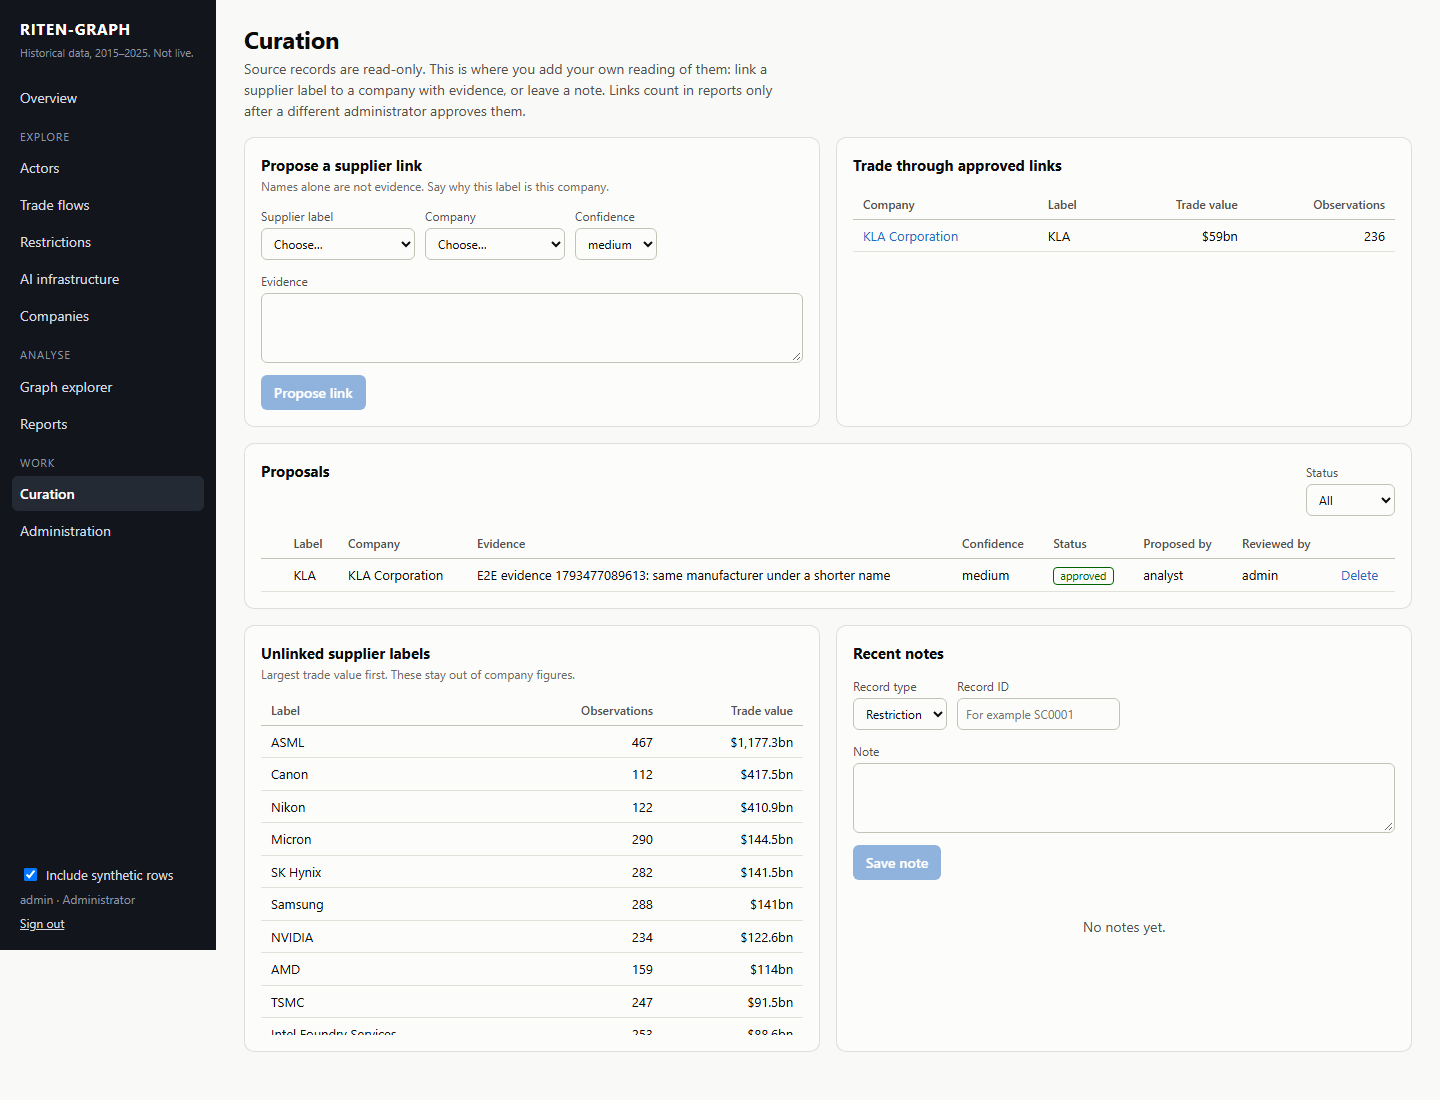 RITEN-GRAPH
Historical data, 2015–2025. Not live.
Overview
EXPLORE
Actors
Trade flows
Restrictions
AI infrastructure
Companies
ANALYSE
Graph explorer
Reports
WORK
Curation
Administration
Include synthetic rows
admin · Administrator
Sign out
Curation
Source records are read-only. This is where you add your own reading of them: link a
supplier label to a company with evidence, or leave a note. Links count in reports only
after a different administrator approves them.
Propose a supplier link
Names alone are not evidence. Say why this label is this company.
Supplier label Company Confidence
Choose... Choose... medium
Evidence
Propose link
Trade through approved links
Company Label Trade value Observations
KLA Corporation KLA $59bn 236
Proposals
Status
All
Label Company Evidence Confidence Status Proposed by Reviewed by
KLA KLA Corporation E2E evidence 1793477089613: same manufacturer under a shorter name medium approved analyst admin Delete
Unlinked supplier labels
Largest trade value first. These stay out of company figures.
Label Observations Trade value
ASML 467 $1,177.3bn
Canon 112 $417.5bn
Nikon 122 $410.9bn
Micron 290 $144.5bn
SK Hynix 282 $141.5bn
Samsung 288 $141bn
NVIDIA 234 $122.6bn
AMD 159 $114bn
TSMC 247 $91.5bn
Intel Foundry Services 253 $88.6bn
Recent notes
Record type Record ID
Restriction For example SC0001
Note
Save note
No notes yet.